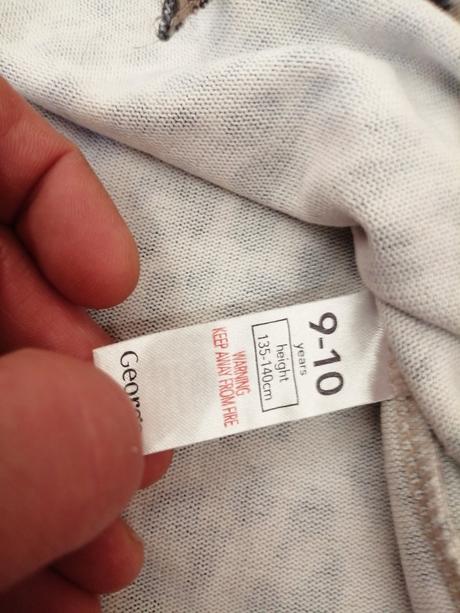 9-10
years
height
135-140cm
WARNING
KEEP AWAY FROM FIRE